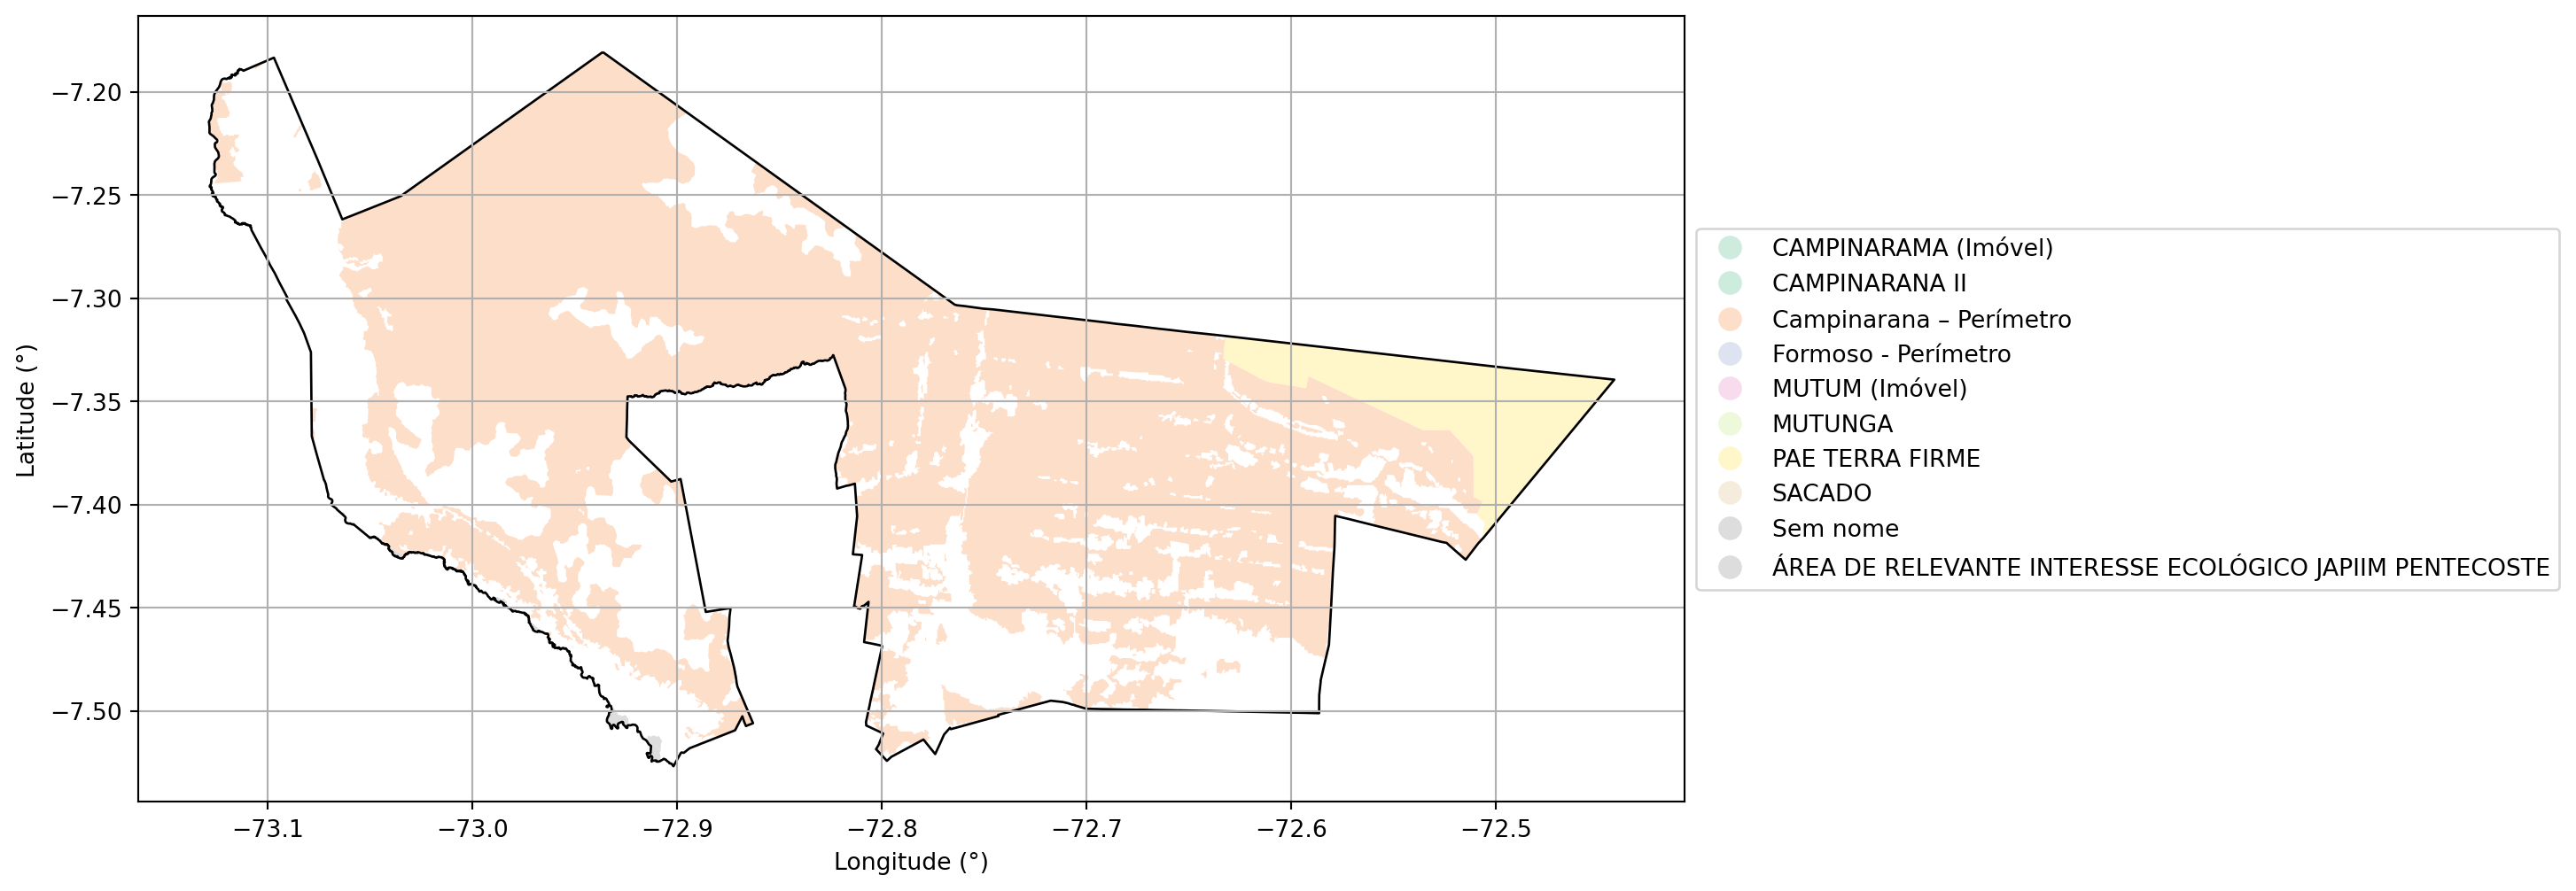 −7.20
−7.25
−7.30
−7.35
−7.40
−7.45
−7.50
Latitude (°)
−73.1 −73.0 −72.9 −72.8 −72.7 −72.6 −72.5
Longitude (°)
CAMPINARAMA (Imóvel)
CAMPINARANA II
Campinarana – Perímetro
Formoso - Perímetro
MUTUM (Imóvel)
MUTUNGA
PAE TERRA FIRME
SACADO
Sem nome
ÁREA DE RELEVANTE INTERESSE ECOLÓGICO JAPIIM PENTECOSTE